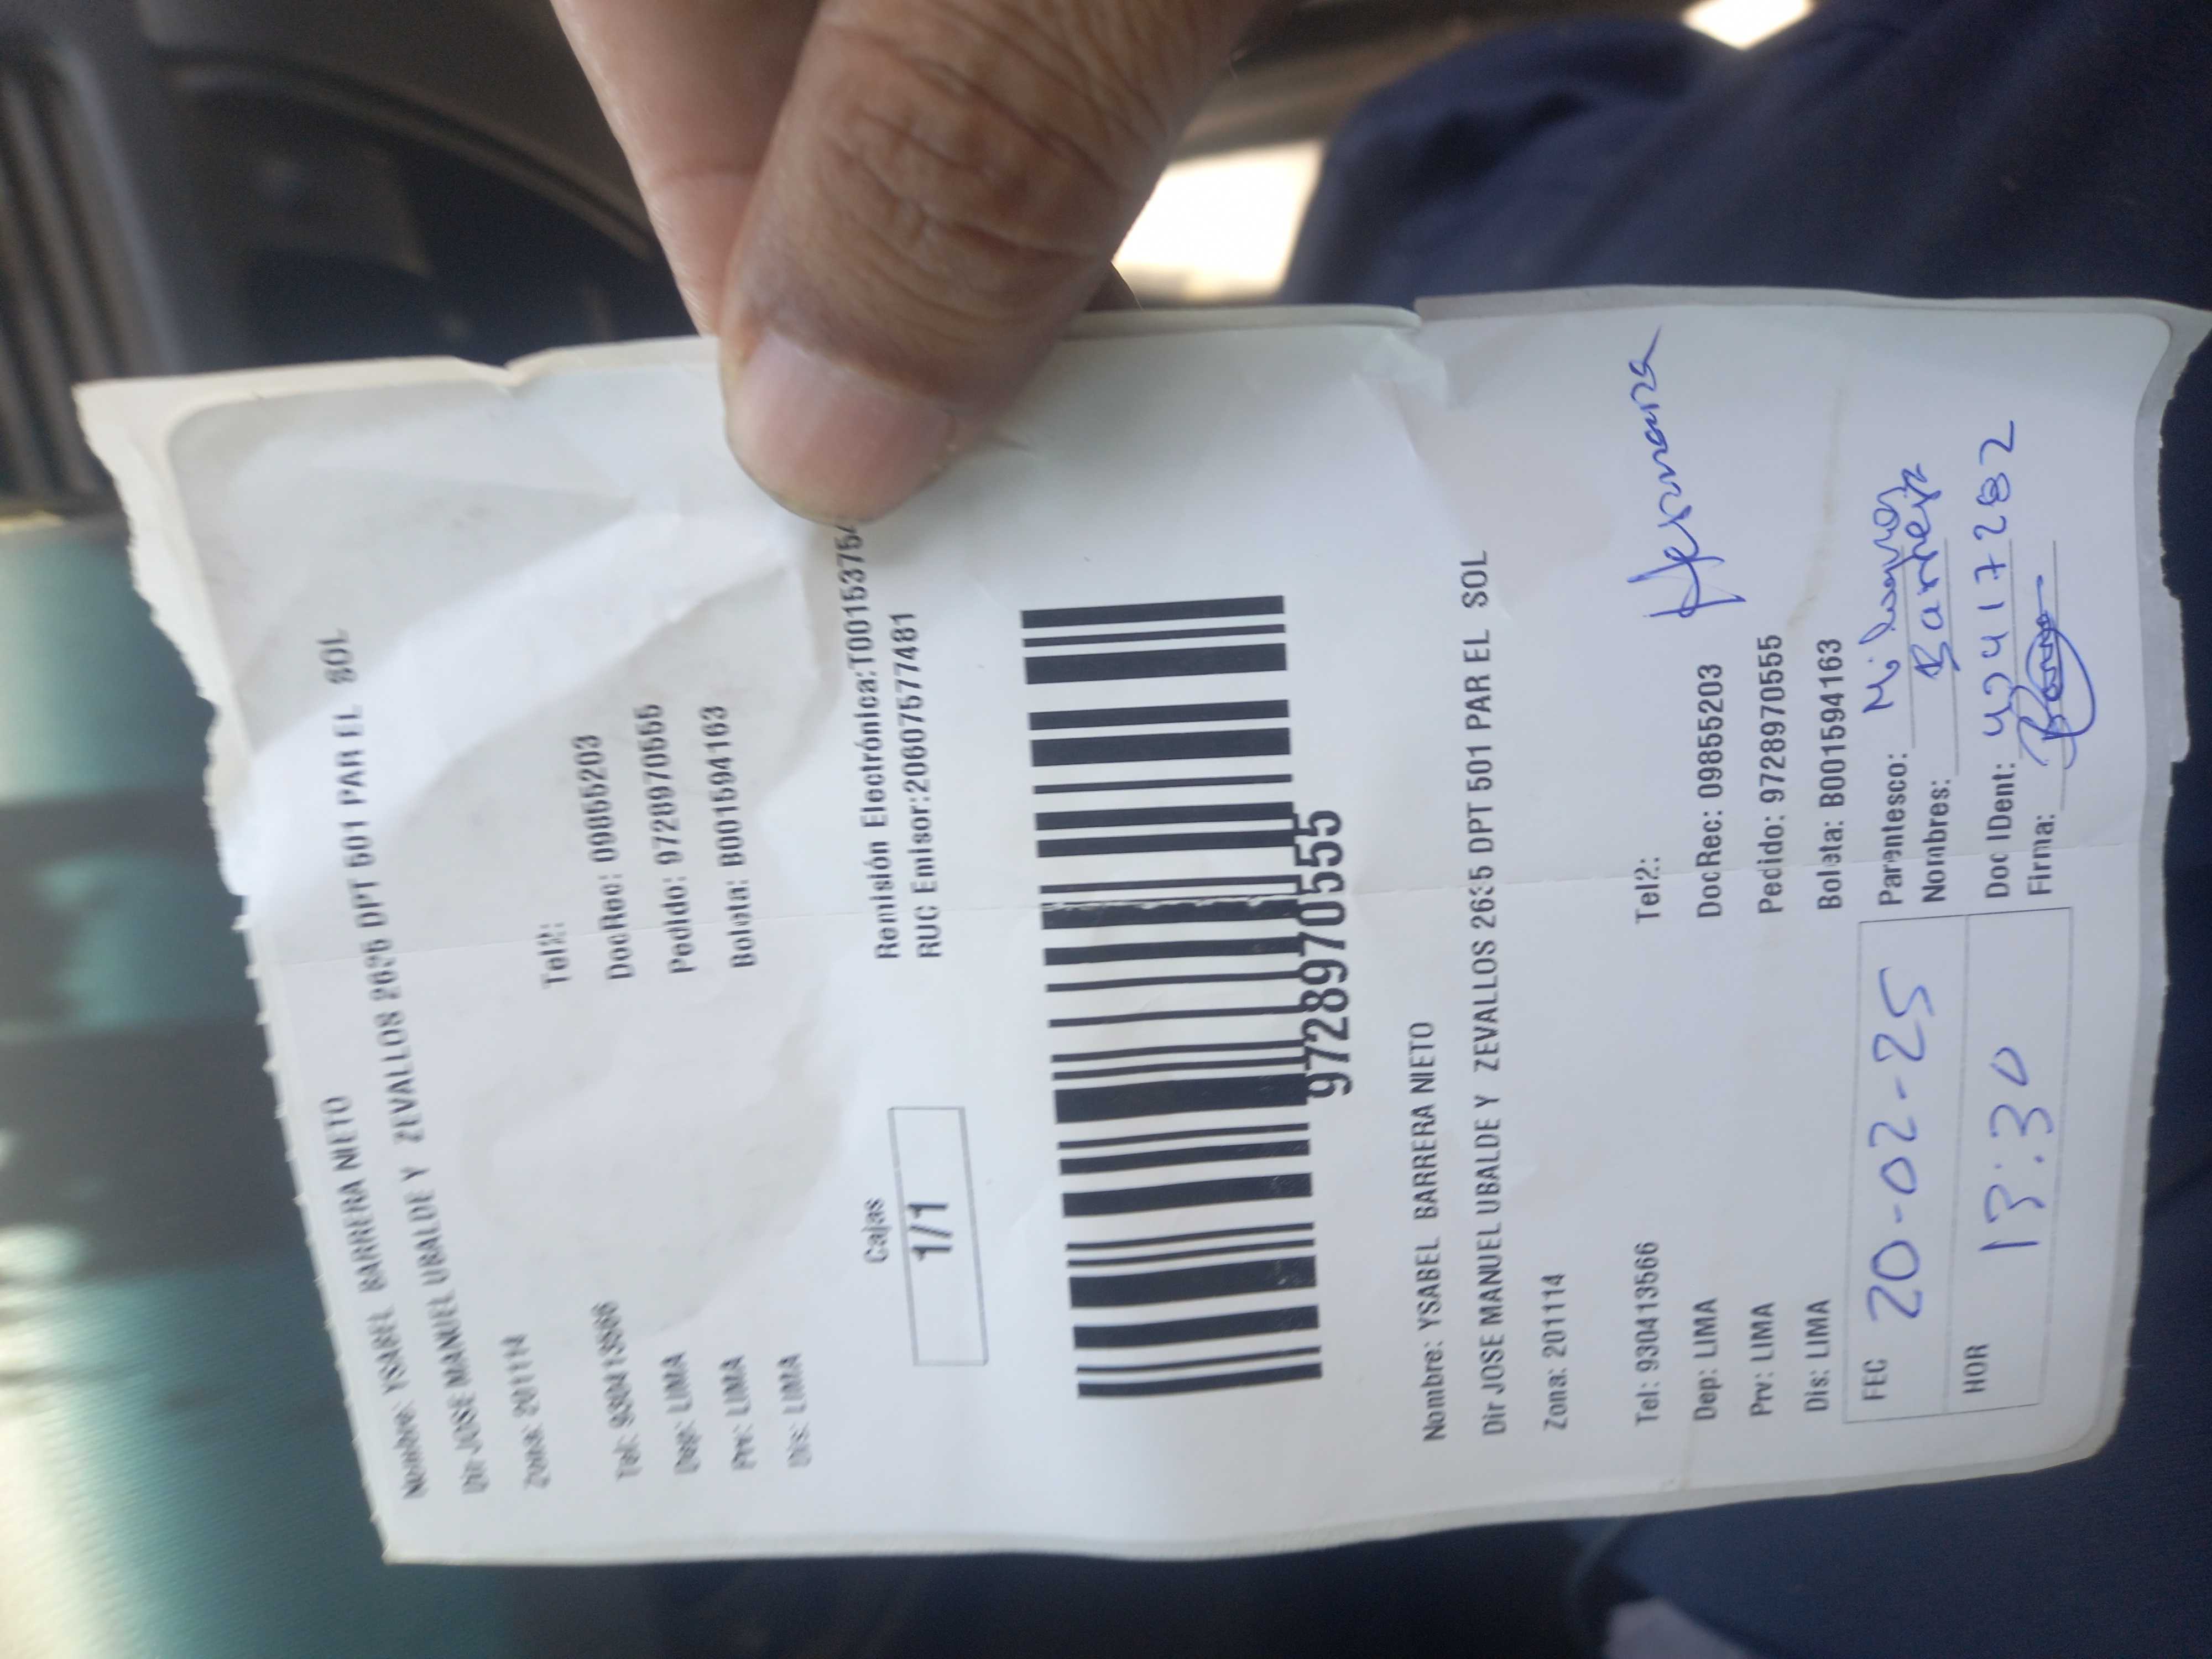 Nombre: YSABEL BARRERA NIETO
Dir JOSE MANUEL UBALDE Y ZEVALLOS 2635 DPT 501 PAR EL SOL
Zona: 201114
Tel: 930413566 Tel2:
Dep: LIMA DocRec: 09855203
Prv: LIMA Pedido: 9728970555
Dis: LIMA Boleta: B001594163
Cajas
1/1
Remisión Electrónica:T00153754
RUC Emisor:20607577481
9728970555
Nombre: YSABEL BARRERA NIETO
Dir JOSE MANUEL UBALDE Y ZEVALLOS 2635 DPT 501 PAR EL SOL
Zona: 201114
Hermana
Tel: 930413566 Tel2:
Dep: LIMA DocRec: 09855203
Prv: LIMA Pedido: 9728970555
Dis: LIMA Boleta: B001594163
FEC 20-02-25 Parentesco: Milagros
Nombres: Barrera
HOR 13:30 Doc IDent:
Firma: